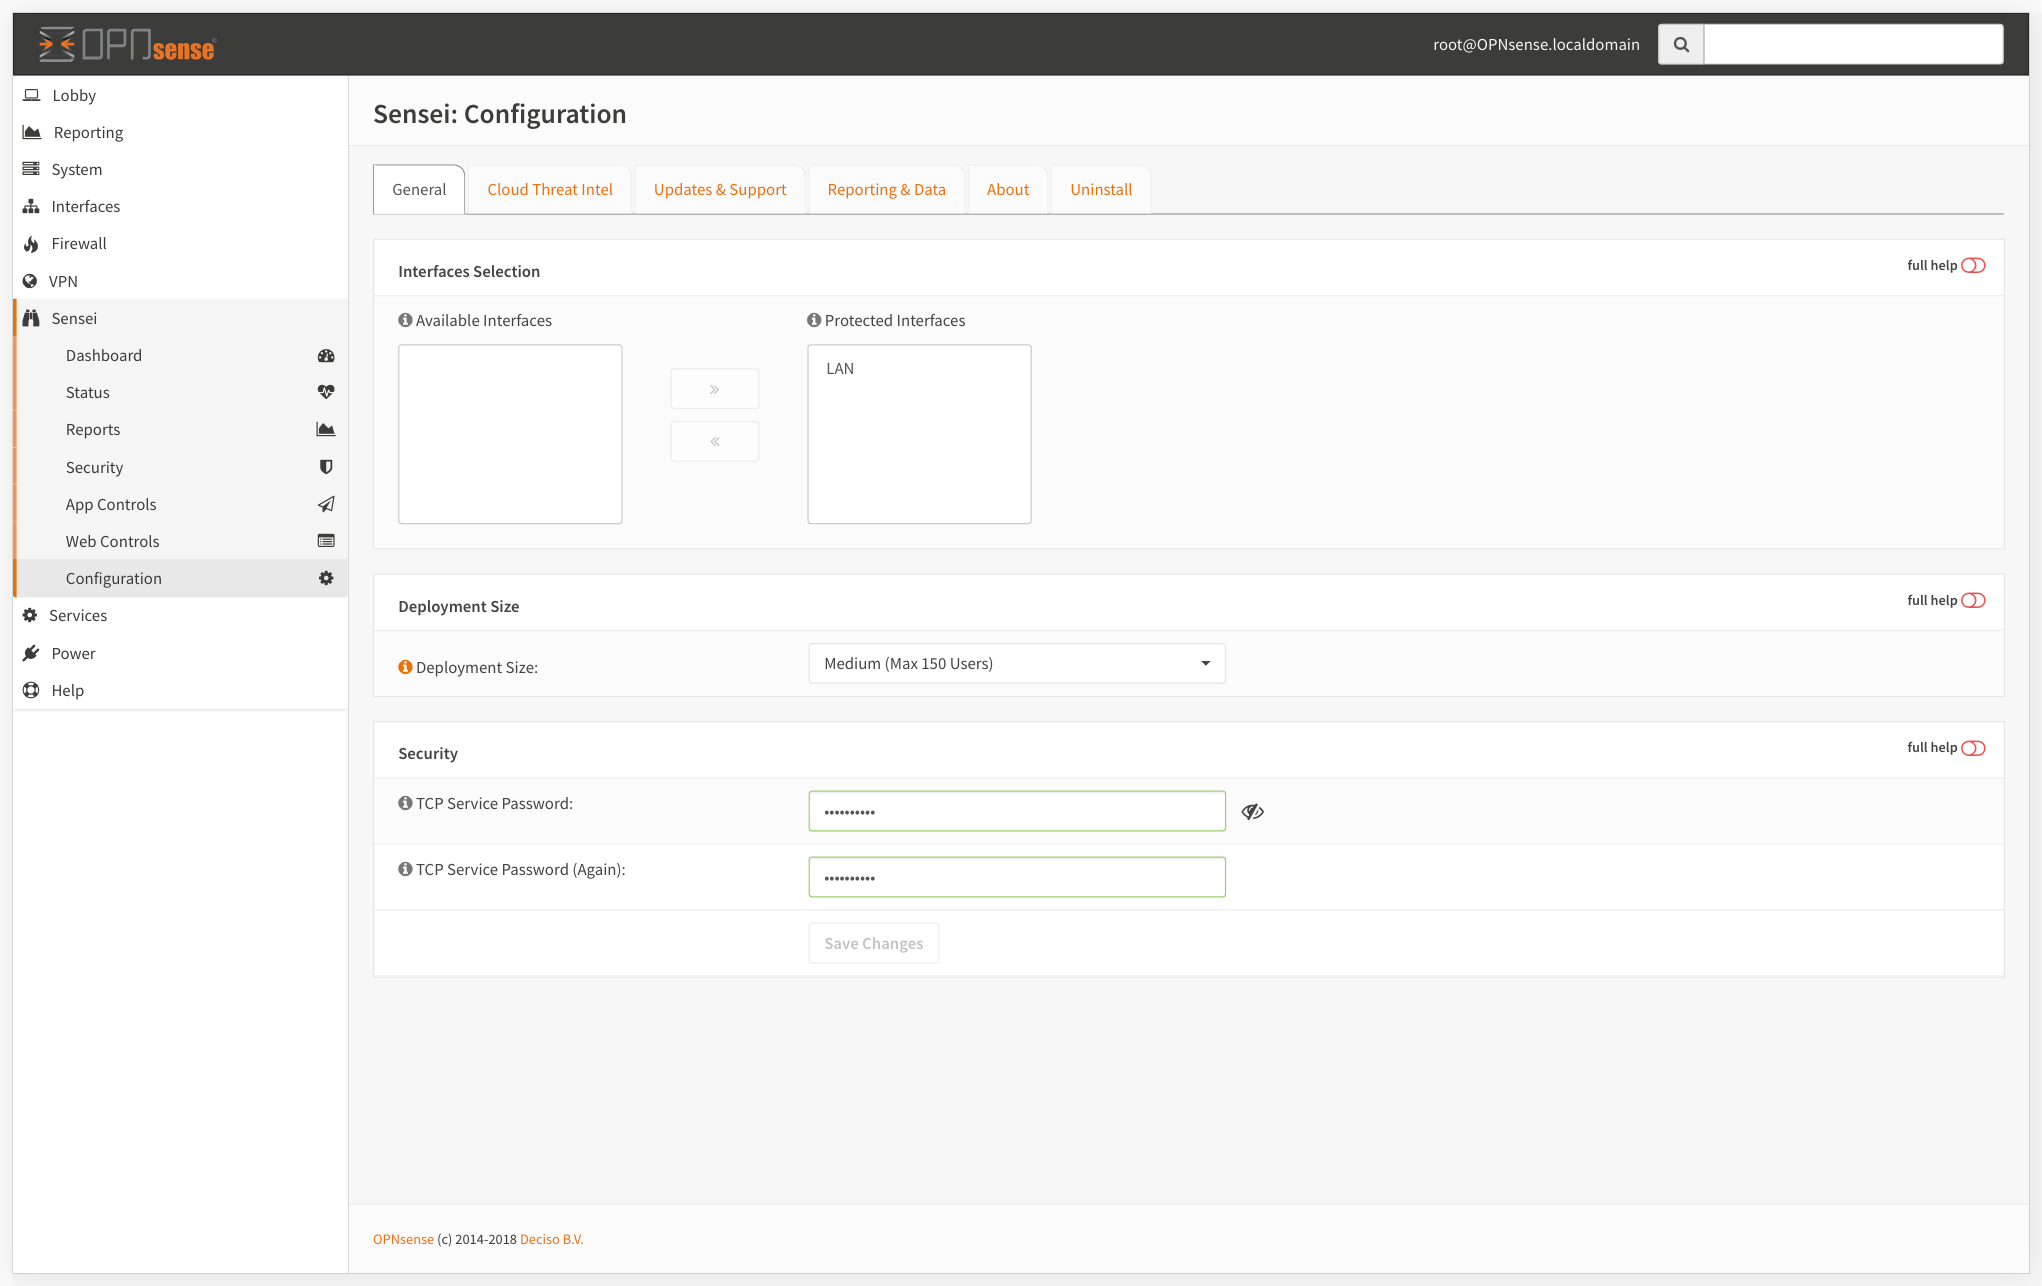 OPNsense
root@OPNsense.localdomain
Lobby
Reporting
System
Interfaces
Firewall
VPN
Sensei
Dashboard
Status
Reports
Security
App Controls
Web Controls
Configuration
Services
Power
Help
Sensei: Configuration
General Cloud Threat Intel Updates & Support Reporting & Data About Uninstall
Interfaces Selection full help
Available Interfaces Protected Interfaces
LAN
»
«
Deployment Size full help
Deployment Size: Medium (Max 150 Users)
Security full help
TCP Service Password: ••••••••••
TCP Service Password (Again): ••••••••••
Save Changes
OPNsense (c) 2014-2018 Deciso B.V.